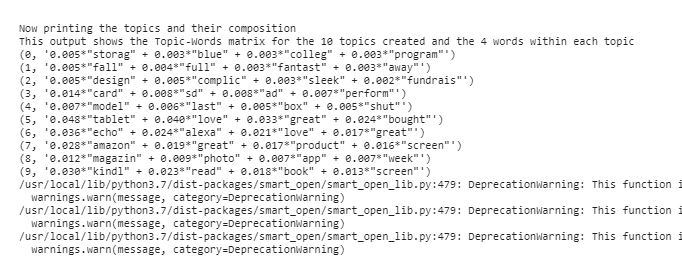 Now printing the topics and their composition
This output shows the Topic-Words matrix for the 10 topics created and the 4 words within each topic
(0, '0.005*"storag" + 0.003*"blue" + 0.003*"colleg" + 0.003*"program"')
(1, '0.005*"fall" + 0.004*"full" + 0.003*"fantast" + 0.003*"away"')
(2, '0.005*"design" + 0.005*"complic" + 0.003*"sleek" + 0.002*"fundrais"')
(3, '0.014*"card" + 0.008*"sd" + 0.008*"ad" + 0.007*"perform"')
(4, '0.007*"model" + 0.006*"last" + 0.005*"box" + 0.005*"shut"')
(5, '0.048*"tablet" + 0.040*"love" + 0.033*"great" + 0.024*"bought"')
(6, '0.036*"echo" + 0.024*"alexa" + 0.021*"love" + 0.017*"great"')
(7, '0.028*"amazon" + 0.019*"great" + 0.017*"product" + 0.016*"screen"')
(8, '0.012*"magazin" + 0.009*"photo" + 0.007*"app" + 0.007*"week"')
(9, '0.030*"kindl" + 0.023*"read" + 0.018*"book" + 0.013*"screen"')
/usr/local/lib/python3.7/dist-packages/smart_open/smart_open_lib.py:479: DeprecationWarning: This function i
warnings.warn(message, category=DeprecationWarning)
/usr/local/lib/python3.7/dist-packages/smart_open/smart_open_lib.py:479: DeprecationWarning: This function i
warnings.warn(message, category=DeprecationWarning)
/usr/local/lib/python3.7/dist-packages/smart_open/smart_open_lib.py:479: DeprecationWarning: This function i
warnings.warn(message, category=DeprecationWarning)